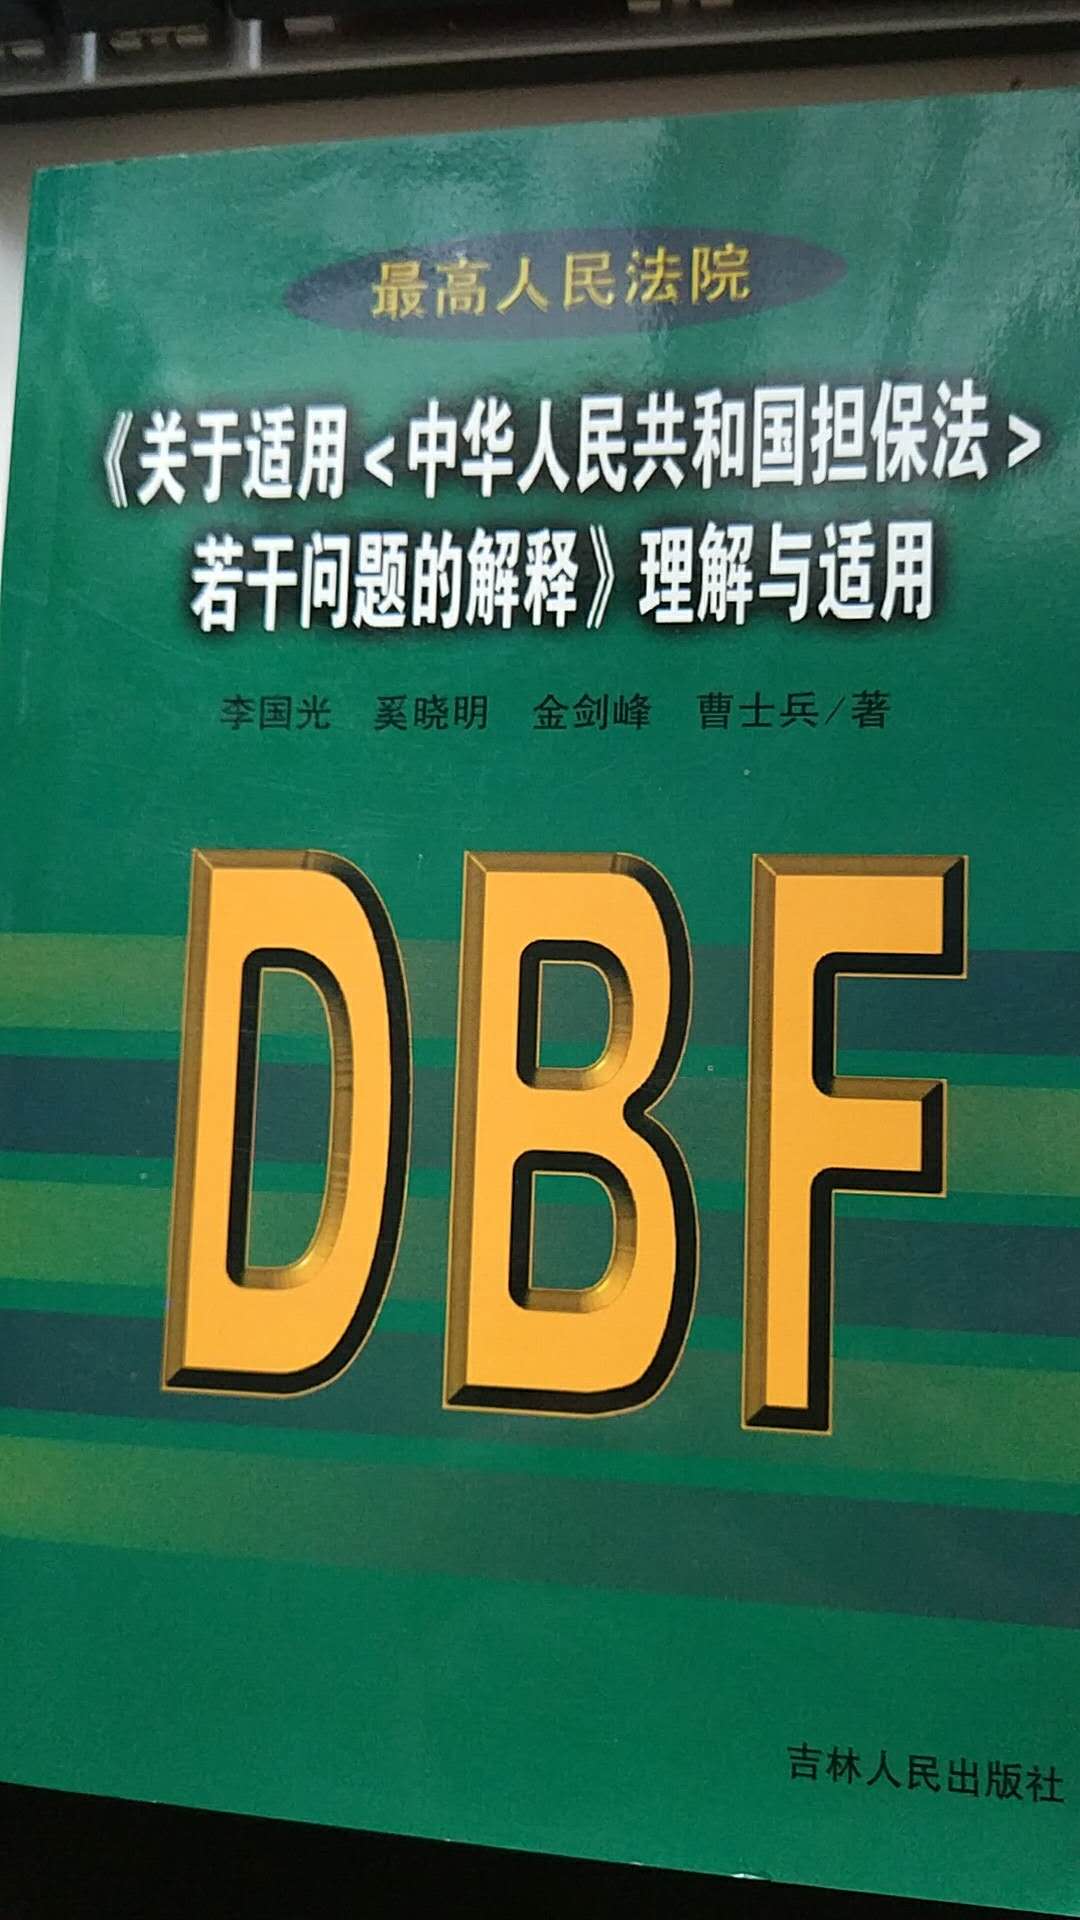 最高人民法院
《关于适用<中华人民共和国担保法>
若干问题的解释》理解与适用
李国光 奚晓明 金剑峰 曹士兵/著
DBF
吉林人民出版社